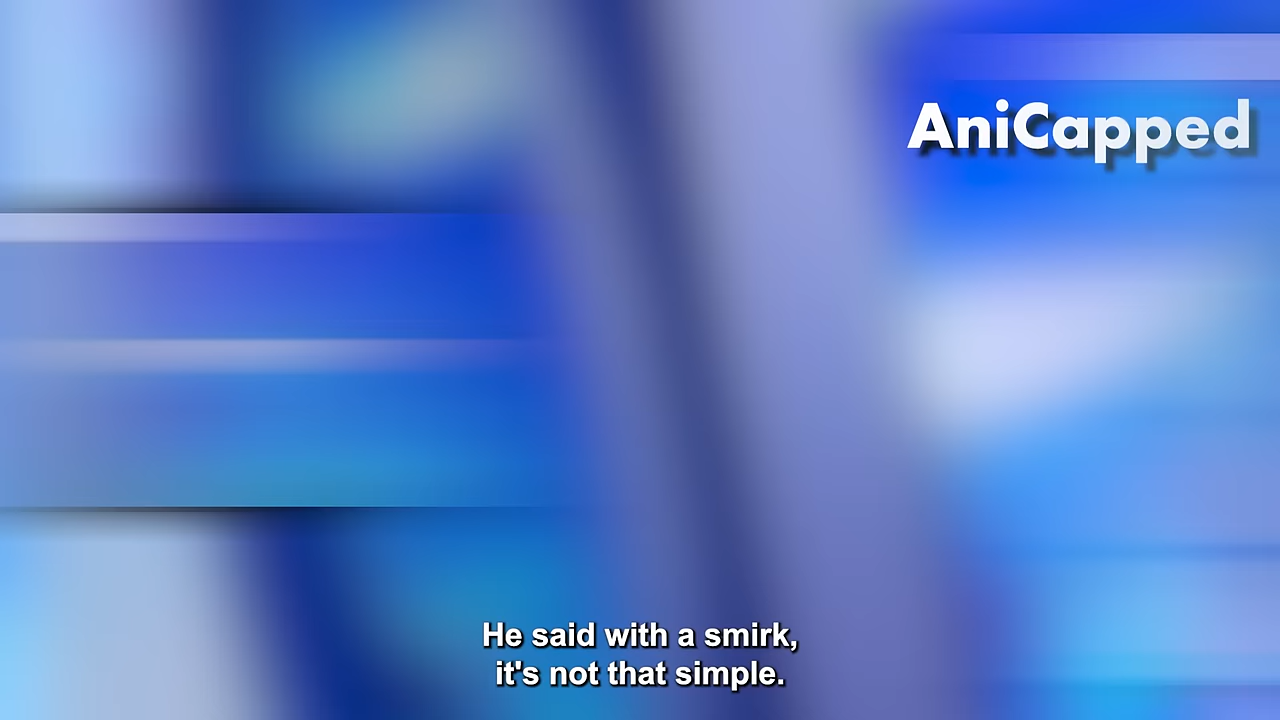 AniCapped
He said with a smirk,
it's not that simple.